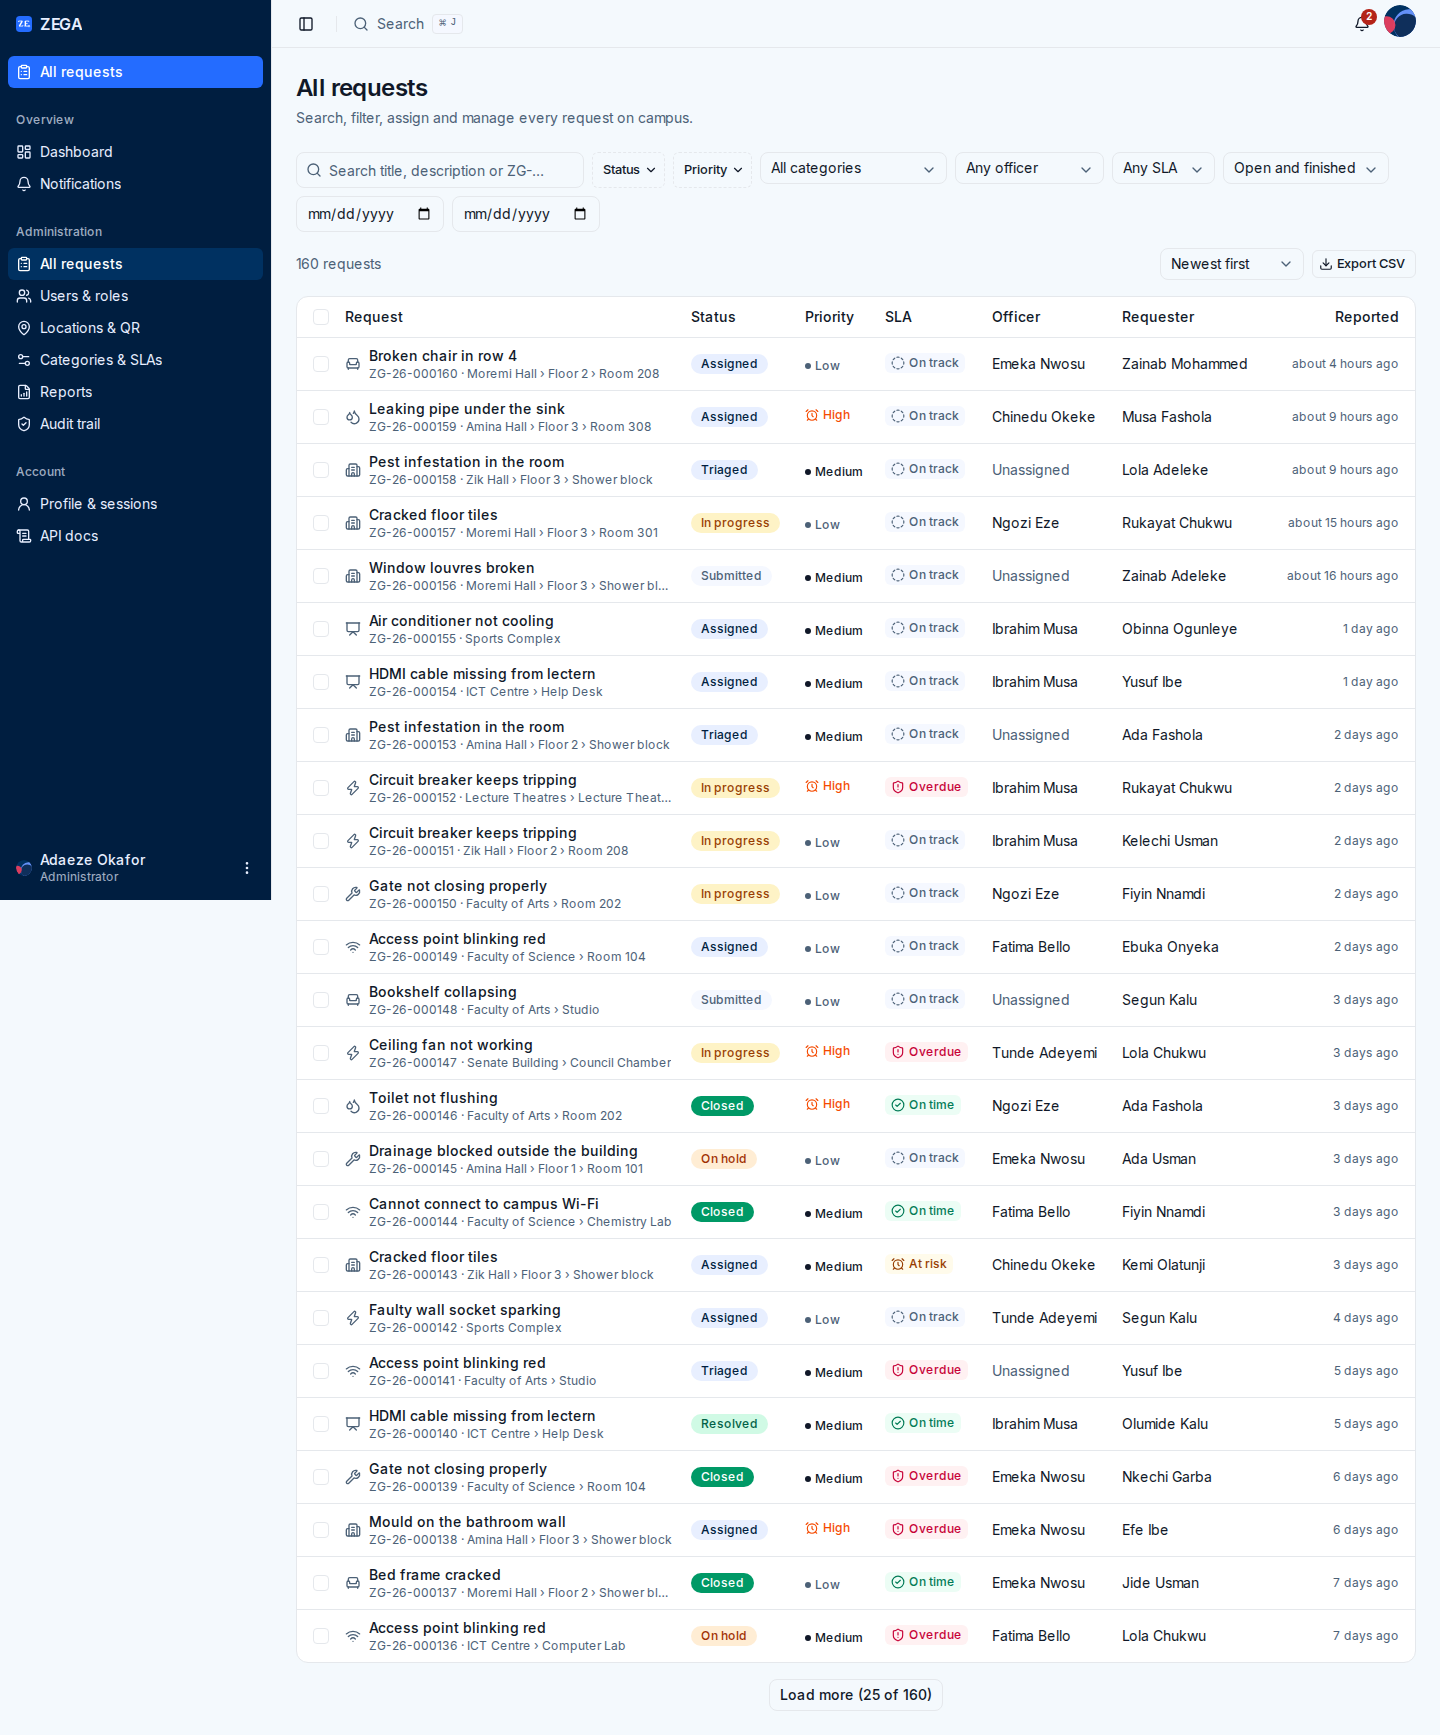 ZEGA
All requests
Overview
Dashboard
Notifications
Administration
All requests
Users & roles
Locations & QR
Categories & SLAs
Reports
Audit trail
Account
Profile & sessions
API docs
Adaeze Okafor
Administrator
Search ⌘ J
2
All requests
Search, filter, assign and manage every request on campus.
Search title, description or ZG-... Status Priority All categories Any officer Any SLA Open and finished
mm/dd/yyyy mm/dd/yyyy
160 requests Newest first Export CSV
Request Status Priority SLA Officer Requester Reported
Broken chair in row 4 Assigned Low On track Emeka Nwosu Zainab Mohammed about 4 hours ago
ZG-26-000160 · Moremi Hall › Floor 2 › Room 208
Leaking pipe under the sink Assigned High On track Chinedu Okeke Musa Fashola about 9 hours ago
ZG-26-000159 · Amina Hall › Floor 3 › Room 308
Pest infestation in the room Triaged Medium On track Unassigned Lola Adeleke about 9 hours ago
ZG-26-000158 · Zik Hall › Floor 3 › Shower block
Cracked floor tiles In progress Low On track Ngozi Eze Rukayat Chukwu about 15 hours ago
ZG-26-000157 · Moremi Hall › Floor 3 › Room 301
Window louvres broken Submitted Medium On track Unassigned Zainab Adeleke about 16 hours ago
ZG-26-000156 · Moremi Hall › Floor 3 › Shower bl...
Air conditioner not cooling Assigned Medium On track Ibrahim Musa Obinna Ogunleye 1 day ago
ZG-26-000155 · Sports Complex
HDMI cable missing from lectern Assigned Medium On track Ibrahim Musa Yusuf Ibe 1 day ago
ZG-26-000154 · ICT Centre › Help Desk
Pest infestation in the room Triaged Medium On track Unassigned Ada Fashola 2 days ago
ZG-26-000153 · Amina Hall › Floor 2 › Shower block
Circuit breaker keeps tripping In progress High Overdue Ibrahim Musa Rukayat Chukwu 2 days ago
ZG-26-000152 · Lecture Theatres › Lecture Theat...
Circuit breaker keeps tripping In progress Low On track Ibrahim Musa Kelechi Usman 2 days ago
ZG-26-000151 · Zik Hall › Floor 2 › Room 208
Gate not closing properly In progress Low On track Ngozi Eze Fiyin Nnamdi 2 days ago
ZG-26-000150 · Faculty of Arts › Room 202
Access point blinking red Assigned Low On track Fatima Bello Ebuka Onyeka 2 days ago
ZG-26-000149 · Faculty of Science › Room 104
Bookshelf collapsing Submitted Low On track Unassigned Segun Kalu 3 days ago
ZG-26-000148 · Faculty of Arts › Studio
Ceiling fan not working In progress High Overdue Tunde Adeyemi Lola Chukwu 3 days ago
ZG-26-000147 · Senate Building › Council Chamber
Toilet not flushing Closed High On time Ngozi Eze Ada Fashola 3 days ago
ZG-26-000146 · Faculty of Arts › Room 202
Drainage blocked outside the building On hold Low On track Emeka Nwosu Ada Usman 3 days ago
ZG-26-000145 · Amina Hall › Floor 1 › Room 101
Cannot connect to campus Wi-Fi Closed Medium On time Fatima Bello Fiyin Nnamdi 3 days ago
ZG-26-000144 · Faculty of Science › Chemistry Lab
Cracked floor tiles Assigned Medium At risk Chinedu Okeke Kemi Olatunji 3 days ago
ZG-26-000143 · Zik Hall › Floor 3 › Shower block
Faulty wall socket sparking Assigned Low On track Tunde Adeyemi Segun Kalu 4 days ago
ZG-26-000142 · Sports Complex
Access point blinking red Triaged Medium Overdue Unassigned Yusuf Ibe 5 days ago
ZG-26-000141 · Faculty of Arts › Studio
HDMI cable missing from lectern Resolved Medium On time Ibrahim Musa Olumide Kalu 5 days ago
ZG-26-000140 · ICT Centre › Help Desk
Gate not closing properly Closed Medium Overdue Emeka Nwosu Nkechi Garba 6 days ago
ZG-26-000139 · Faculty of Science › Room 104
Mould on the bathroom wall Assigned High Overdue Emeka Nwosu Efe Ibe 6 days ago
ZG-26-000138 · Amina Hall › Floor 3 › Shower block
Bed frame cracked Closed Low On time Emeka Nwosu Jide Usman 7 days ago
ZG-26-000137 · Moremi Hall › Floor 2 › Shower bl...
Access point blinking red On hold Medium Overdue Fatima Bello Lola Chukwu 7 days ago
ZG-26-000136 · ICT Centre › Computer Lab
Load more (25 of 160)